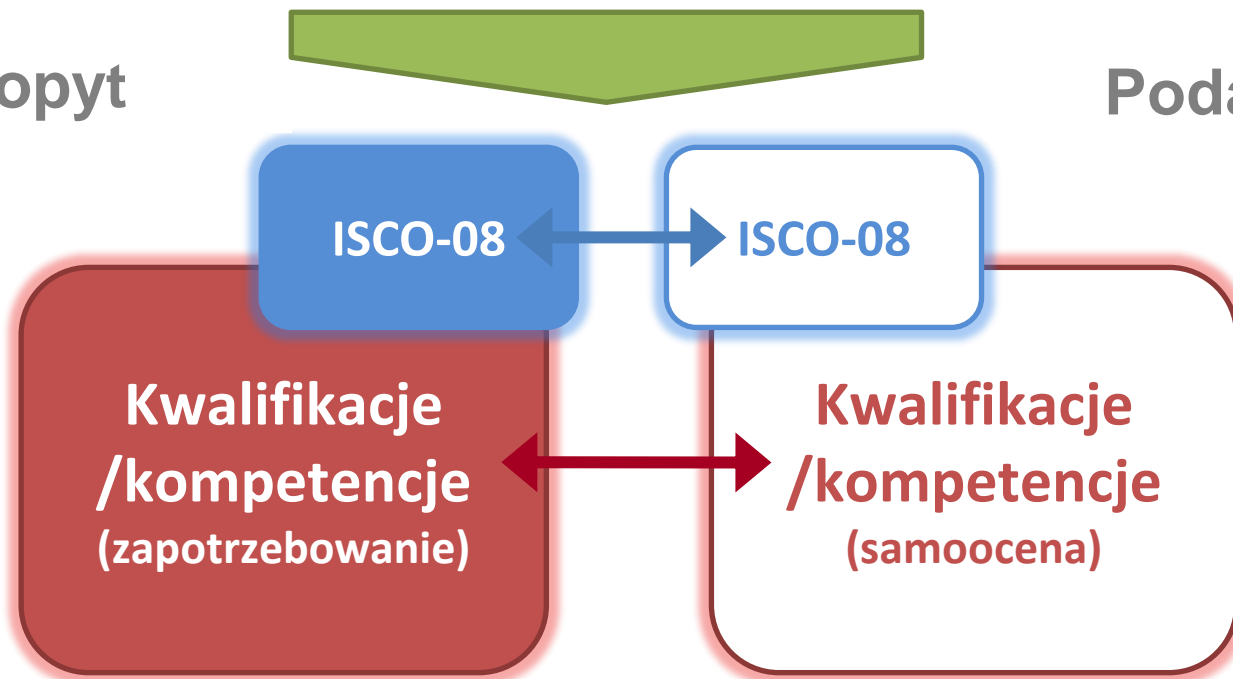 opyt
Poda
ISCO-08
ISCO-08
Kwalifikacje
/kompetencje
(zapotrzebowanie)
Kwalifikacje
/kompetencje
(samoocena)